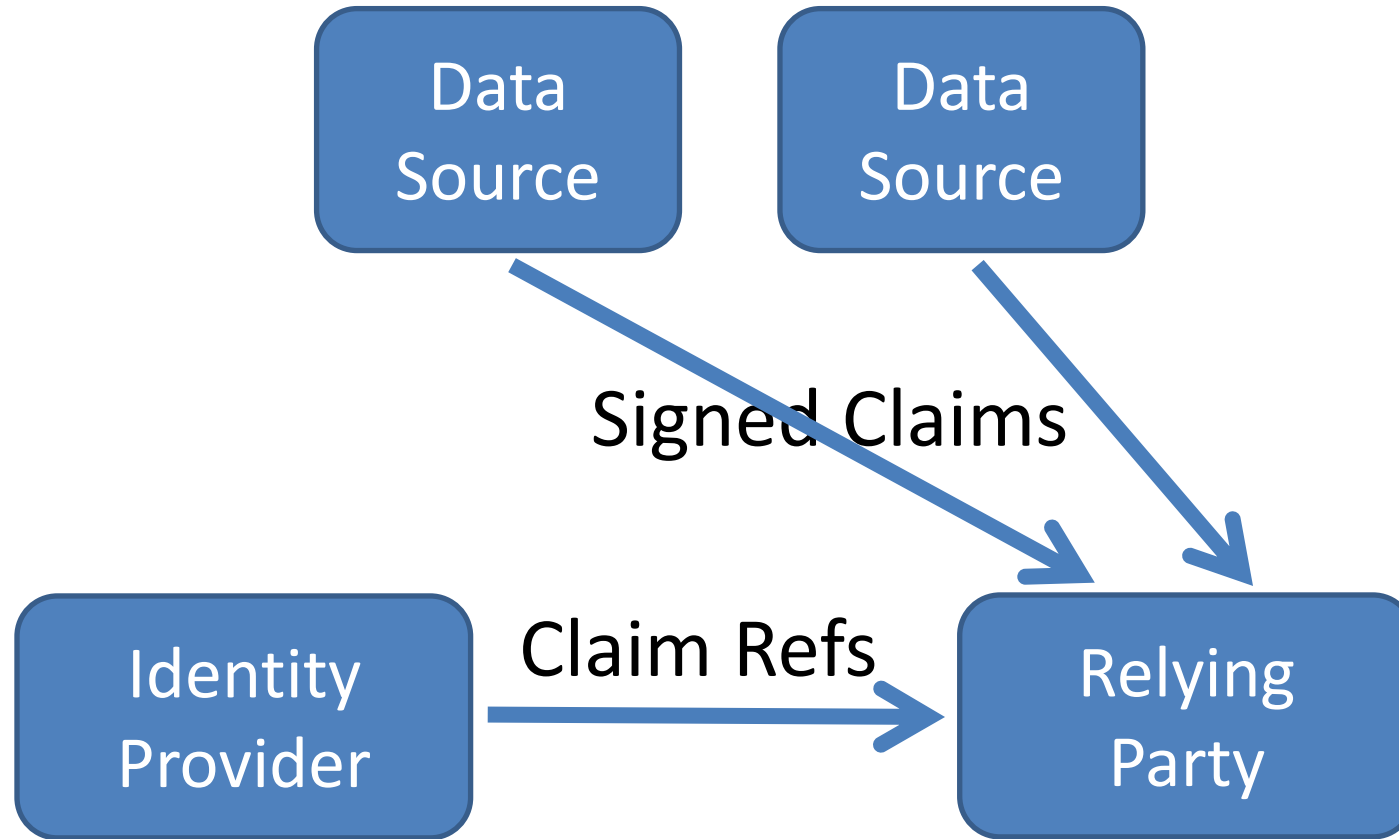 Data
Source
Data
Source
Signed Claims
Claim Refs
Identity
Provider
Relying
Party